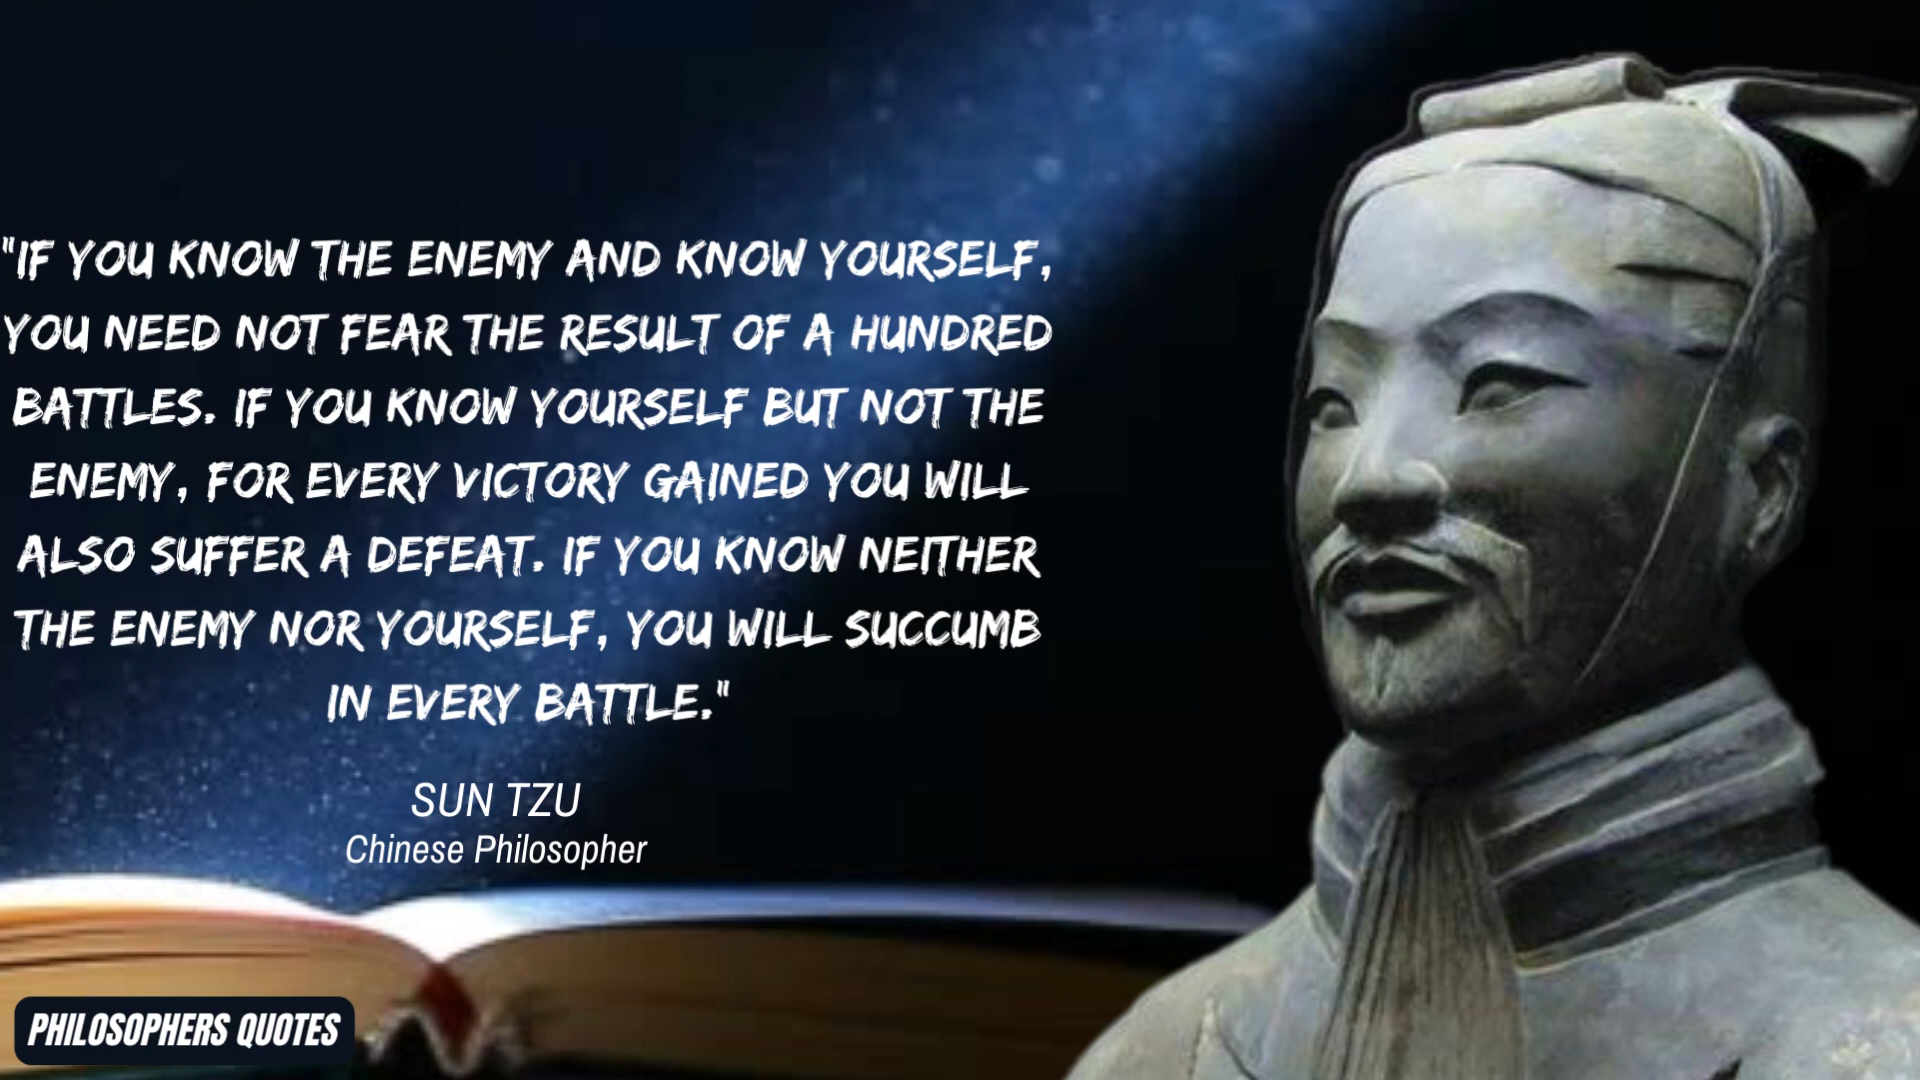 "IF YOU KNOW THE ENEMY AND KNOW YOURSELF,
YOU NEED NOT FEAR THE RESULT OF A HUNDRED
BATTLES. IF YOU KNOW YOURSELF BUT NOT THE
ENEMY, FOR EVERY VICTORY GAINED YOU WILL
ALSO SUFFER A DEFEAT. IF YOU KNOW NEITHER
THE ENEMY NOR YOURSELF, YOU WILL SUCCUMB
IN EVERY BATTLE."
SUN TZU
Chinese Philosopher
PHILOSOPHERS QUOTES